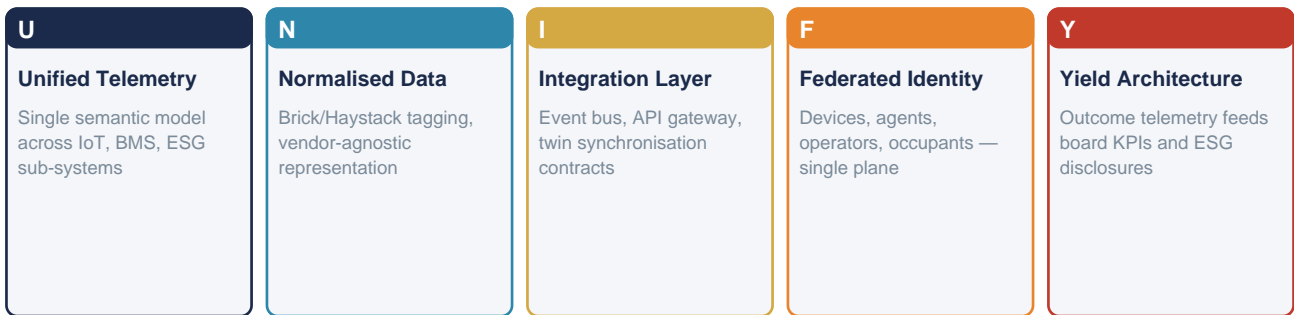 U
Unified Telemetry
Single semantic model
across IoT, BMS, ESG
sub-systems
N
Normalised Data
Brick/Haystack tagging,
vendor-agnostic
representation
I
Integration Layer
Event bus, API gateway,
twin synchronisation
contracts
F
Federated Identity
Devices, agents,
operators, occupants —
single plane
Y
Yield Architecture
Outcome telemetry feeds
board KPIs and ESG
disclosures